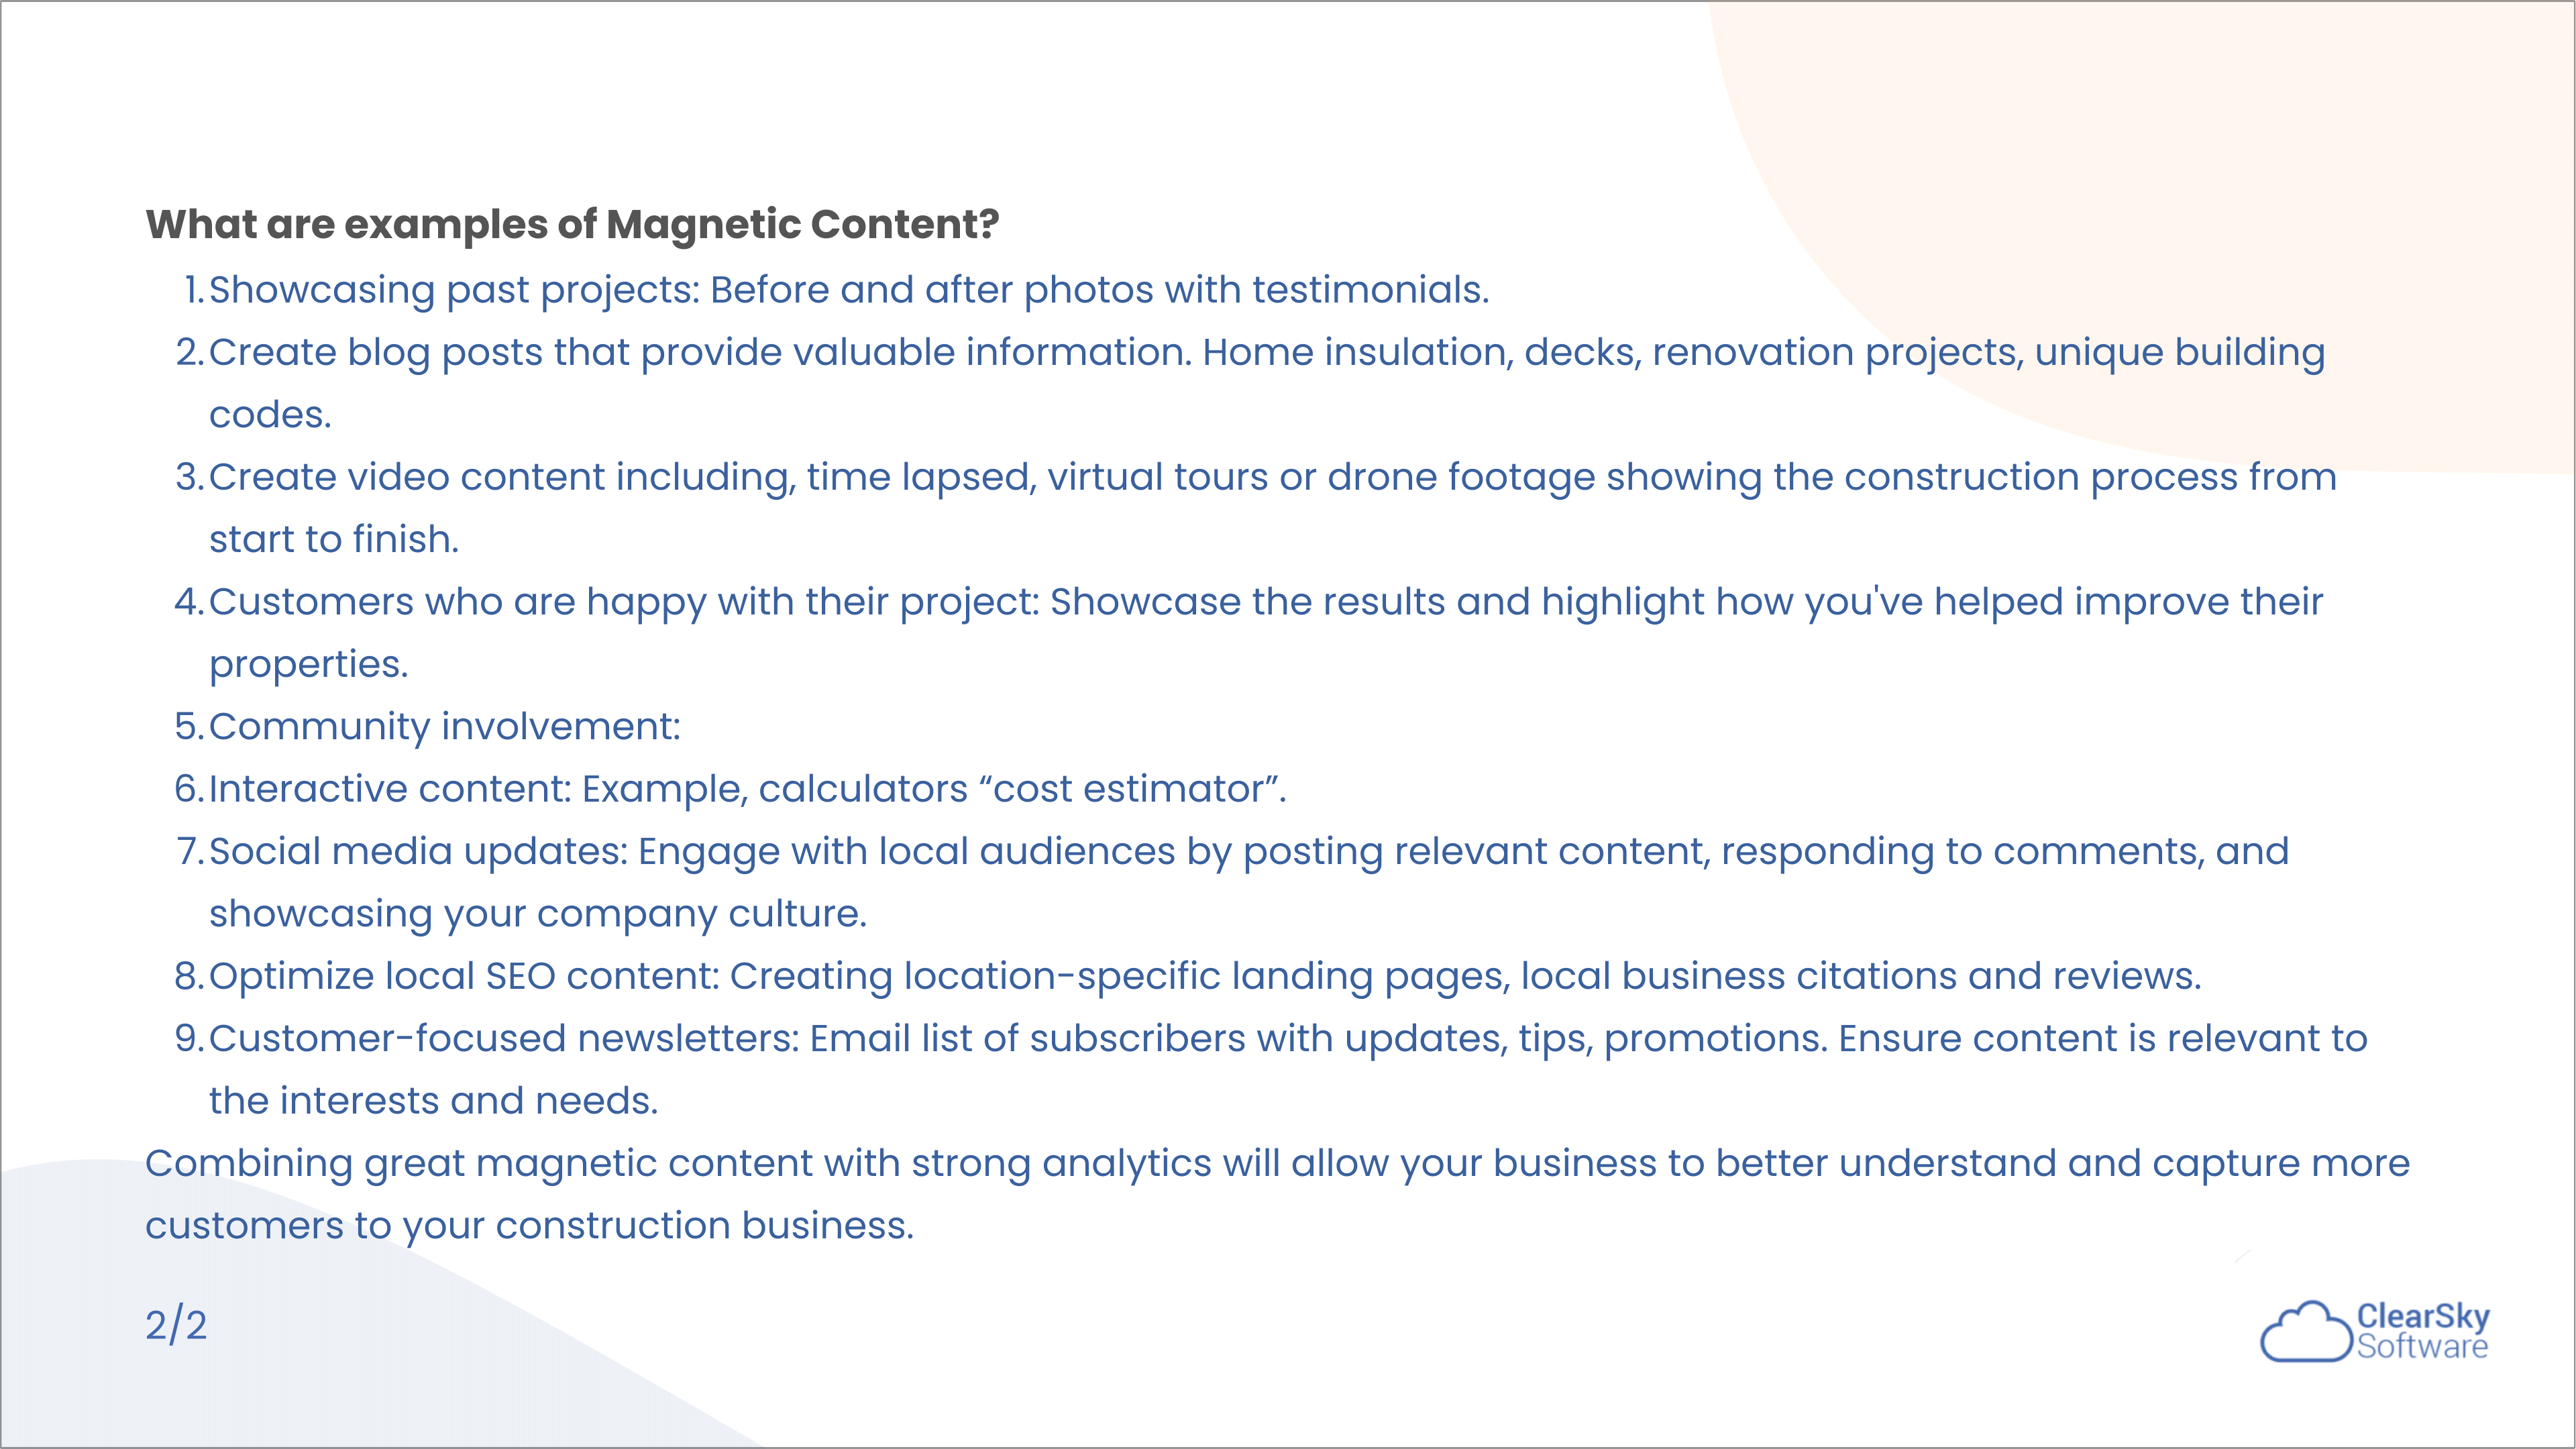 What are examples of Magnetic Content?
1. Showcasing past projects: Before and after photos with testimonials.
2. Create blog posts that provide valuable information. Home insulation, decks, renovation projects, unique building
codes.
3. Create video content including, time lapsed, virtual tours or drone footage showing the construction process from
start to finish.
4. Customers who are happy with their project: Showcase the results and highlight how you've helped improve their
properties.
5. Community involvement:
6. Interactive content: Example, calculators “cost estimator”.
7. Social media updates: Engage with local audiences by posting relevant content, responding to comments, and
showcasing your company culture.
8. Optimize local SEO content: Creating location-specific landing pages, local business citations and reviews.
9. Customer-focused newsletters: Email list of subscribers with updates, tips, promotions. Ensure content is relevant to
the interests and needs.
Combining great magnetic content with strong analytics will allow your business to better understand and capture more
customers to your construction business.
2/2
ClearSky
Software